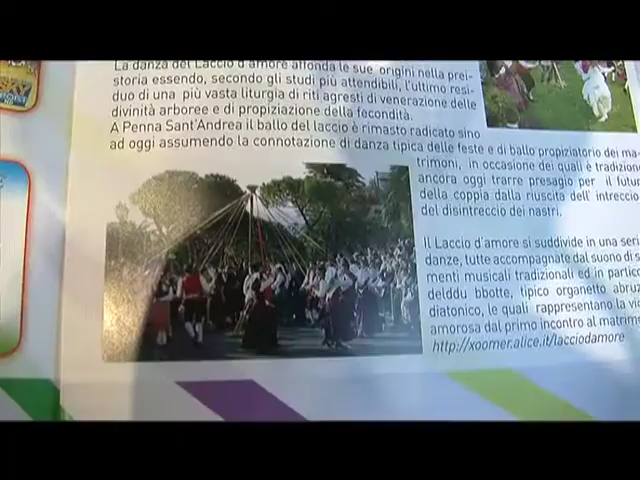 La danza del Laccio d'amore affonda le sue origini nella prei-
storia essendo, secondo gli studi più attendibili, l'ultimo resi-
duo di una più vasta liturgia di riti agresti di venerazione delle
divinità arboree e di propiziazione della fecondità.
A Penna Sant'Andrea il ballo del laccio è rimasto radicato sino
ad oggi assumendo la connotazione di danza tipica delle feste e di ballo propiziatorio dei ma-
trimoni, in occasione dei quali è tradizion
ancora oggi trarre presagio per il futur
della coppia dalla riuscita dell' intreccio
del disintreccio dei nastri.
Il Laccio d'amore si suddivide in una seri
danze, tutte accompagnate dal suono di s
menti musicali tradizionali ed in partic
delddu bbotte, tipico organetto abruz
diatonico, le quali rappresentano la v
amorosa dal primo incontro al matrim
http://xoomer.alice.it/lacciodamore